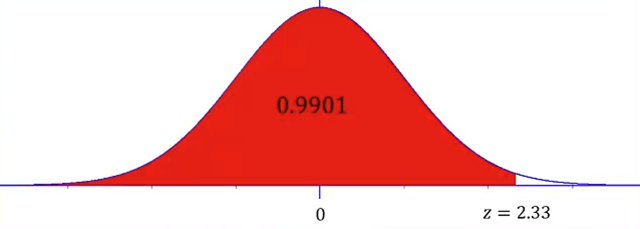 0.9901
0
z = 2.33